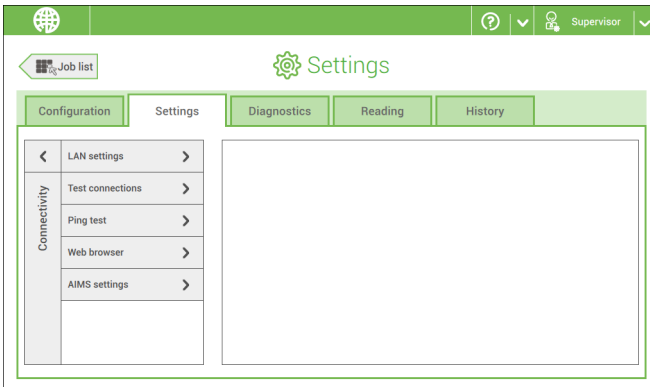 Supervisor
Job list
Settings
Configuration
Settings
Diagnostics
Reading
History
Connectivity
LAN settings
Test connections
Ping test
Web browser
AIMS settings